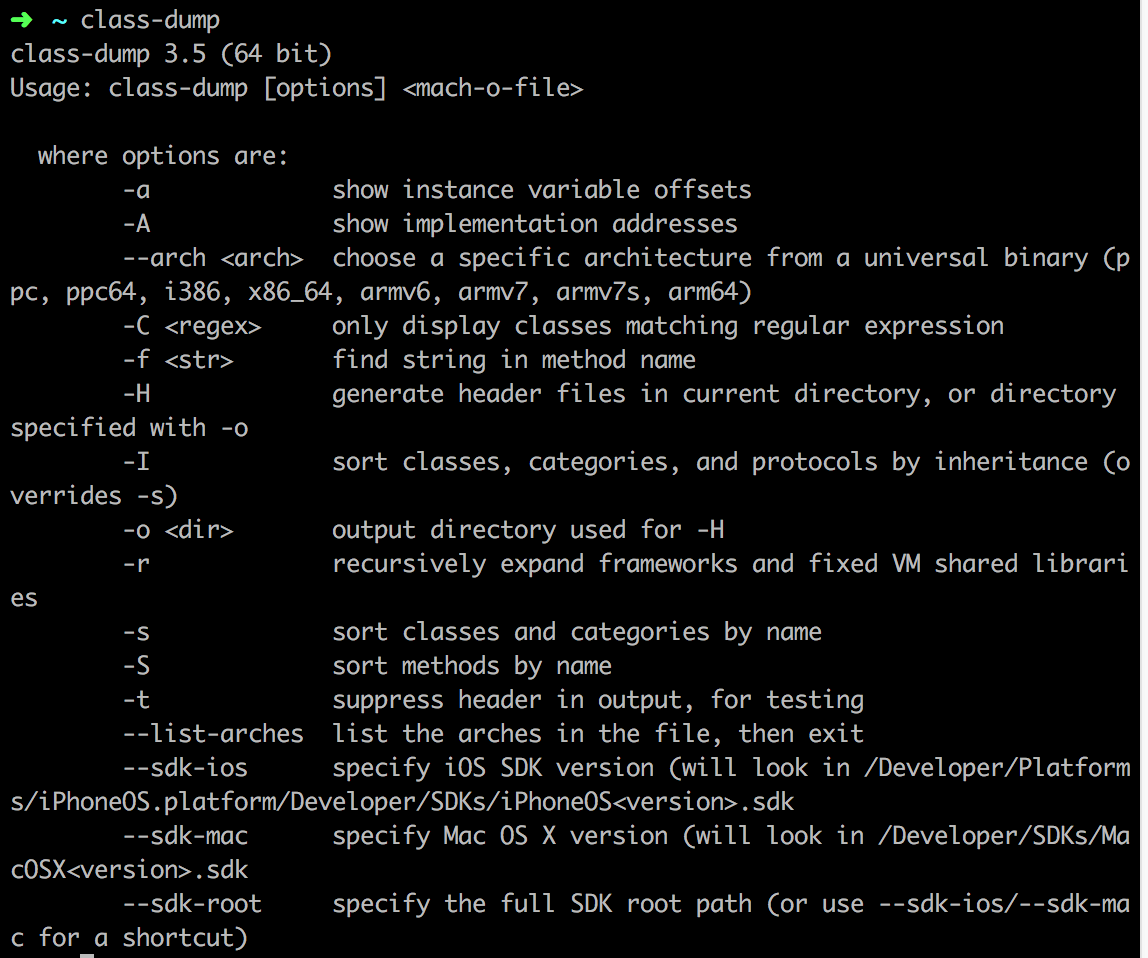 ➜ ~ class-dump
class-dump 3.5 (64 bit)
Usage: class-dump [options] <mach-o-file>

  where options are:
        -a             show instance variable offsets
        -A             show implementation addresses
        --arch <arch>  choose a specific architecture from a universal binary (p
pc, ppc64, i386, x86_64, armv6, armv7, armv7s, arm64)
        -C <regex>     only display classes matching regular expression
        -f <str>       find string in method name
        -H             generate header files in current directory, or directory
specified with -o
        -I             sort classes, categories, and protocols by inheritance (o
verrides -s)
        -o <dir>       output directory used for -H
        -r             recursively expand frameworks and fixed VM shared librari
es
        -s             sort classes and categories by name
        -S             sort methods by name
        -t             suppress header in output, for testing
        --list-arches  list the arches in the file, then exit
        --sdk-ios      specify iOS SDK version (will look in /Developer/Platform
s/iPhoneOS.platform/Developer/SDKs/iPhoneOS<version>.sdk
        --sdk-mac      specify Mac OS X version (will look in /Developer/SDKs/Ma
cOSX<version>.sdk
        --sdk-root     specify the full SDK root path (or use --sdk-ios/--sdk-ma
c for a shortcut)